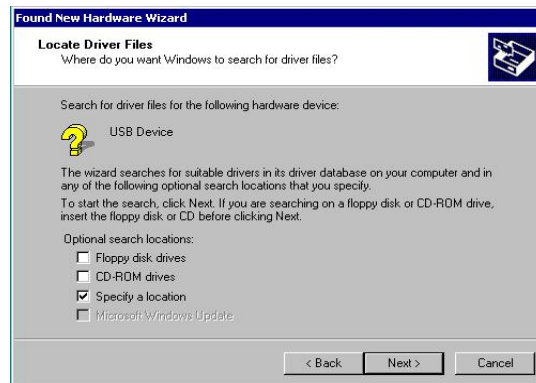 Found New Hardware Wizard
Locate Driver Files
Where do you want Windows to search for driver files?
Search for driver files for the following hardware device:
USB Device
The wizard searches for suitable drivers in its driver database on your computer and in
any of the following optional search locations that you specify.
To start the search, click Next. If you are searching on a floppy disk or CD-ROM drive,
insert the floppy disk or CD before clicking Next.
Optional search locations:
Floppy disk drives
CD-ROM drives
Specify a location
Microsoft Windows Update
< Back Next > Cancel